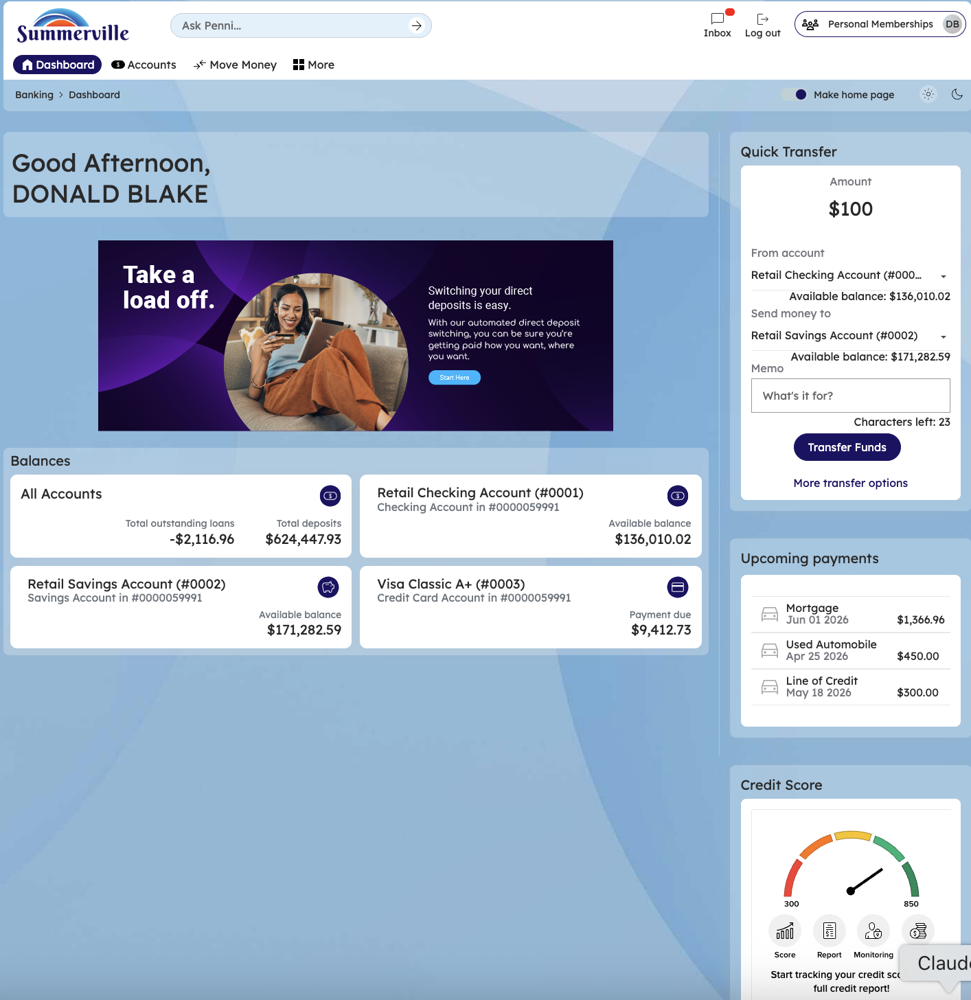 Summerville
Ask Penni...
Inbox
Log out
Personal Memberships
DB
Dashboard
Accounts
Move Money
More
Banking > Dashboard
Make home page
Good Afternoon,
DONALD BLAKE
Take a
load off.
Switching your direct
deposits is easy.
With our automated direct deposit
switching, you can be sure you're
getting paid how you want, where
you want.
Start Here
Balances
All Accounts
Total outstanding loans
-$2,116.96
Total deposits
$624,447.93
Retail Checking Account (#0001)
Checking Account in #0000059991
Available balance
$136,010.02
Retail Savings Account (#0002)
Savings Account in #0000059991
Available balance
$171,282.59
Visa Classic A+ (#0003)
Credit Card Account in #0000059991
Payment due
$9,412.73
Quick Transfer
Amount
$100
From account
Retail Checking Account (#000...
Available balance: $136,010.02
Send money to
Retail Savings Account (#0002)
Available balance: $171,282.59
Memo
What's it for?
Characters left: 23
Transfer Funds
More transfer options
Upcoming payments
Mortgage
Jun 01 2026
$1,366.96
Used Automobile
Apr 25 2026
$450.00
Line of Credit
May 18 2026
$300.00
Credit Score
300
850
Score
Report
Monitoring
Start tracking your credit
full credit report!